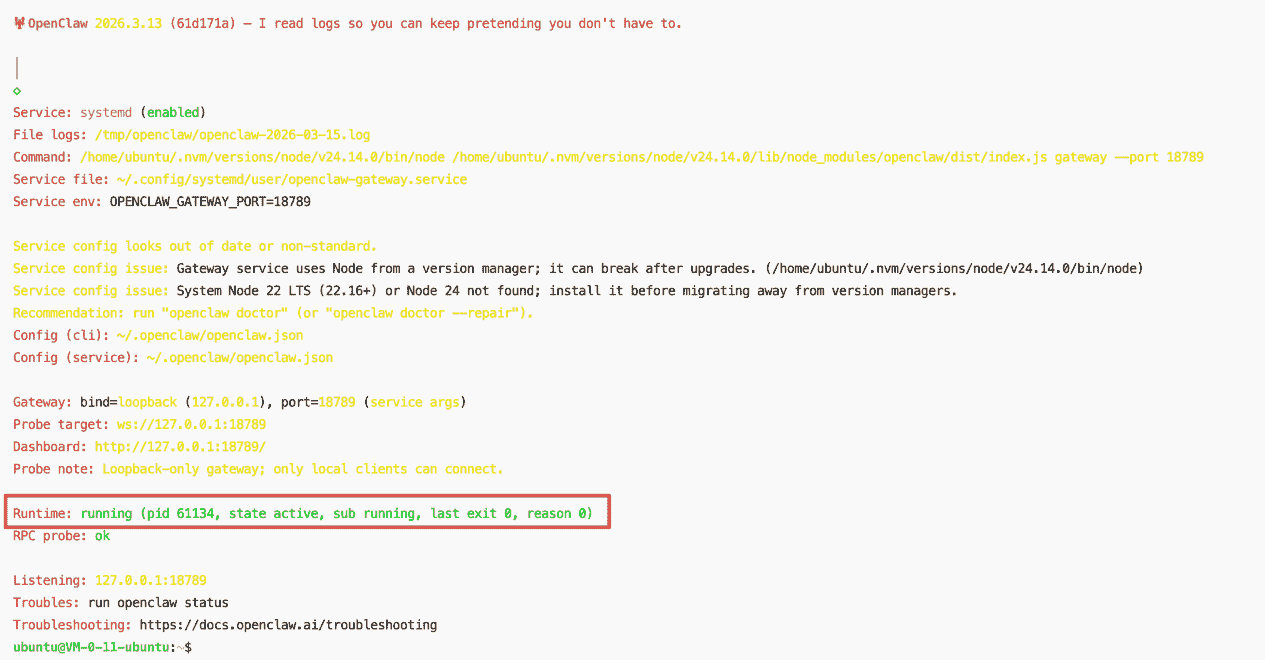 🦞OpenClaw 2026.3.13 (61d171a) — I read logs so you can keep pretending you don't have to.
Service: systemd (enabled)
File logs: /tmp/openclaw/openclaw-2026-03-15.log
Command: /home/ubuntu/.nvm/versions/node/v24.14.0/bin/node /home/ubuntu/.nvm/versions/node/v24.14.0/lib/node_modules/openclaw/dist/index.js gateway --port 18789
Service file: ~/.config/systemd/user/openclaw-gateway.service
Service env: OPENCLAW_GATEWAY_PORT=18789
Service config looks out of date or non-standard.
Service config issue: Gateway service uses Node from a version manager; it can break after upgrades. (/home/ubuntu/.nvm/versions/node/v24.14.0/bin/node)
Service config issue: System Node 22 LTS (22.16+) or Node 24 not found; install it before migrating away from version managers.
Recommendation: run "openclaw doctor" (or "openclaw doctor --repair").
Config (cli): ~/.openclaw/openclaw.json
Config (service): ~/.openclaw/openclaw.json
Gateway: bind=loopback (127.0.0.1), port=18789 (service args)
Probe target: ws://127.0.0.1:18789
Dashboard: http://127.0.0.1:18789/
Probe note: Loopback-only gateway; only local clients can connect.
Runtime: running (pid 61134, state active, sub running, last exit 0, reason 0)
RPC probe: ok
Listening: 127.0.0.1:18789
Troubles: run openclaw status
Troubleshooting: https://docs.openclaw.ai/troubleshooting
ubuntu@VM-0-11-ubuntu:~$